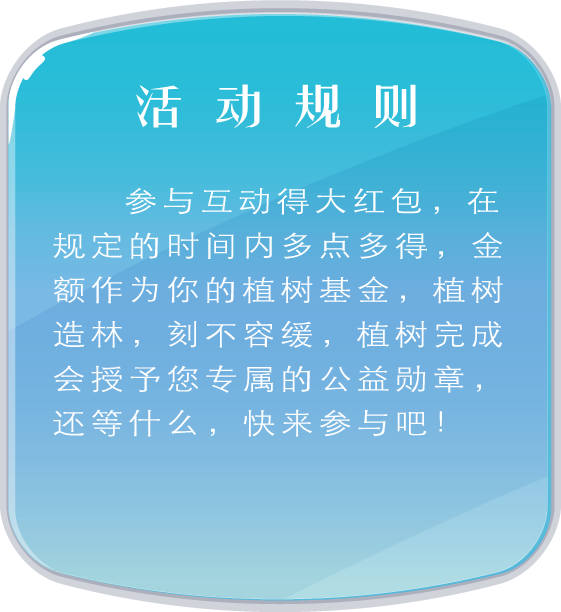 活动规则
参与互动得大红包，在
规定的时间内多点多得，金
额作为你的植树基金，植树
造林，刻不容缓，植树完成
会授予您专属的公益勋章，
还等什么，快来参与吧！